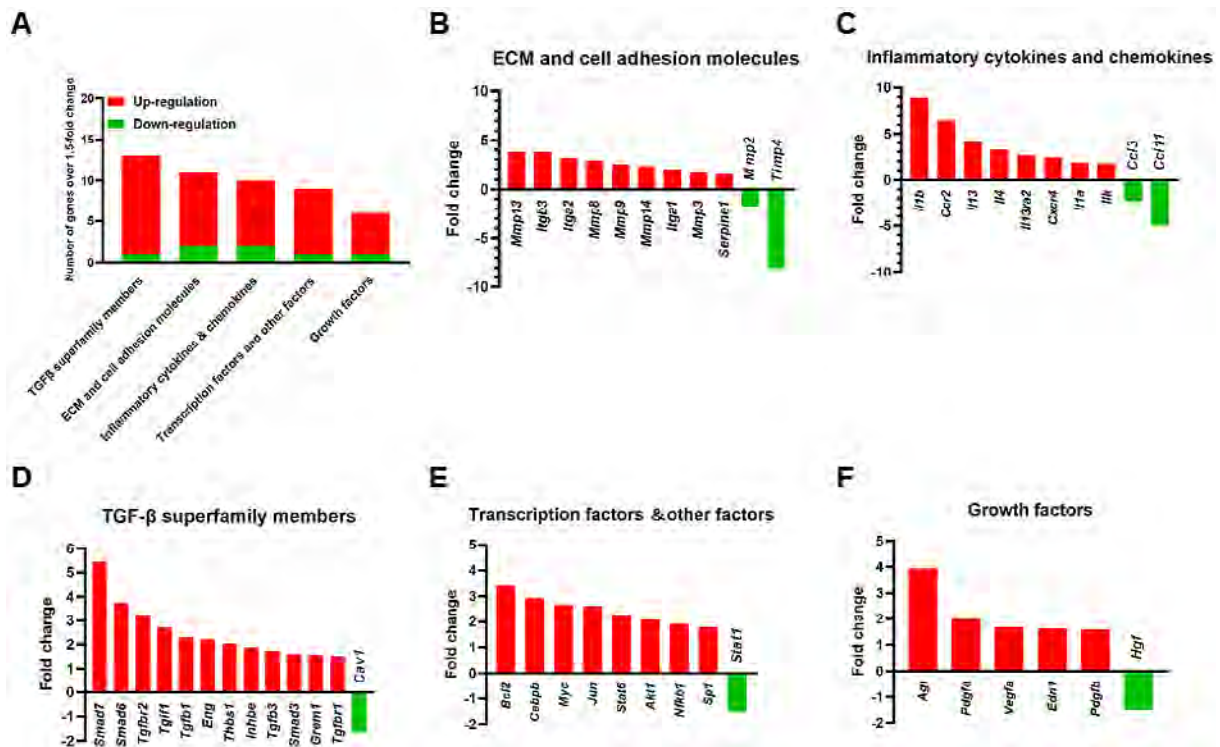 A
Number of genes over 1.5-fold change
20
15
10
5
0
Up-regulation
Down-regulation
TGFβ superfamily members
ECM and cell adhesion molecules
Inflammatory cytokines & chemokines
Transcription factors and other factors
Growth factors
B
ECM and cell adhesion molecules
Fold change
10
5
0
-5
-10
Mmp13
Itgb3
Itga2
Mmp8
Mmp9
Mmp14
Itga1
Mmp3
Serpine1
Mmp2
Timp4
C
Inflammatory cytokines and chemokines
Fold change
10
5
0
-5
-10
Il1b
Ccr2
Il13
Il4
Il13ra2
Cxcr4
Il1a
Ilk
Ccl3
Ccl11
D
TGF-β superfamily members
Fold change
6
5
4
3
2
1
0
-1
-2
Smad7
Smad6
Tgfbr2
Tgif1
Tgfb1
Eng
Thbs1
Inhbe
Tgfb3
Smad3
Grem1
Tgfbr1
Cav1
E
Transcription factors &other factors
Fold change
5
4
3
2
1
0
-1
-2
Bcl2
Cebpb
Myc
Jun
Stat6
Akt1
Nfkb1
Sp1
Stat1
F
Growth factors
Fold change
5
4
3
2
1
0
-1
-2
Agt
Pdgfa
Vegfa
Edn1
Pdgfb
Hgf